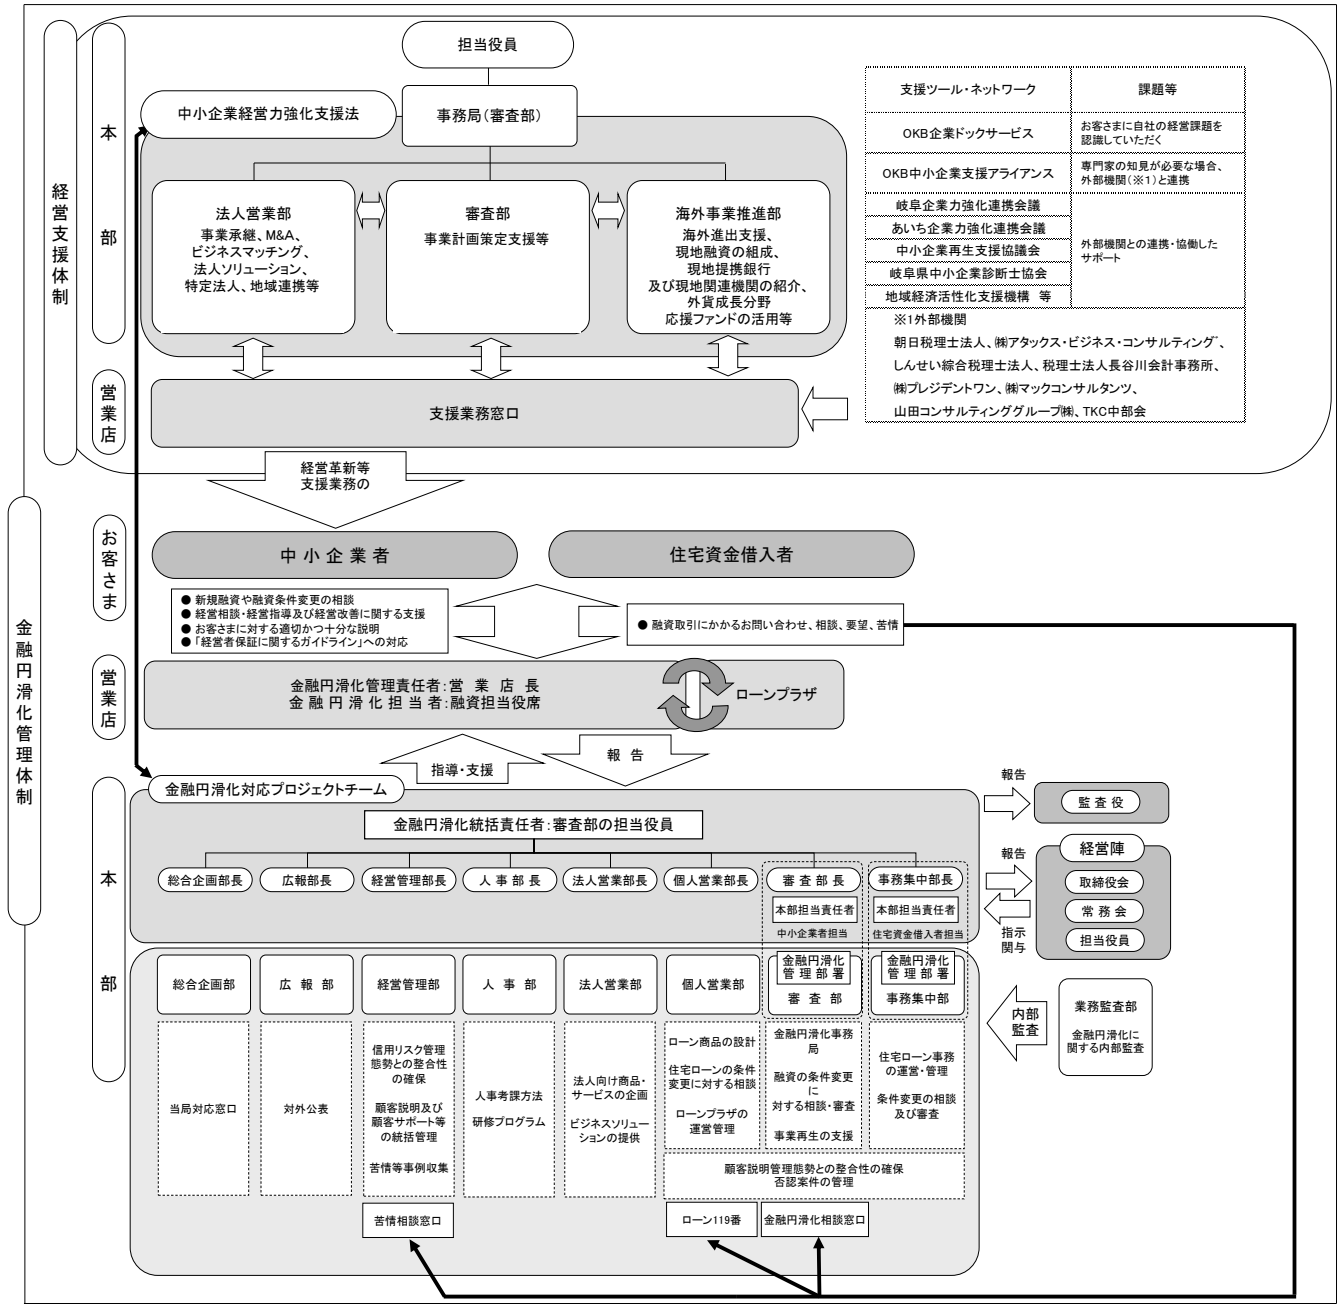 経営支援体制
本部
担当役員
中小企業経営力強化支援法
事務局(審査部)
法人営業部
事業承継、M&A、
ビジネスマッチング、
法人ソリューション、
特定法人、地域連携等
審査部
事業計画策定支援等
海外事業推進部
海外進出支援、
現地融資の組成、
現地提携銀行
及び現地関連機関の紹介、
外貨成長分野
応援ファンドの活用等
支援ツール・ネットワーク
課題等
OKB企業ドックサービス
お客さまに自社の経営課題を
認識していただく
OKB中小企業支援アライアンス
専門家の知見が必要な場合、
外部機関(※1)と連携
岐阜企業力強化連携会議
あいち企業力強化連携会議
中小企業再生支援協議会
岐阜県中小企業診断士協会
地域経済活性化支援機構 等
外部機関との連携・協働した
サポート
※1外部機関
朝日税理士法人、㈱アタックス・ビジネス・コンサルティング、
しんせい綜合税理士法人、税理士法人長谷川会計事務所、
㈱プレジデントワン、㈱マックコンサルタンツ、
山田コンサルティンググループ㈱、TKC中部会
営業店
支援業務窓口
経営革新等
支援業務の
金融円滑化管理体制
お客さま
中小企業者
住宅資金借入者
● 新規融資や融資条件変更の相談
● 経営相談・経営指導及び経営改善に関する支援
● お客さまに対する適切かつ十分な説明
● 「経営者保証に関するガイドライン」への対応
● 融資取引にかかるお問い合わせ、相談、要望、苦情
営業店
金融円滑化管理責任者:営業店長
金融円滑化担当者:融資担当役席
ローンプラザ
指導・支援
報告
本部
金融円滑化対応プロジェクトチーム
金融円滑化統括責任者:審査部の担当役員
総合企画部長
広報部長
経営管理部長
人事部長
法人営業部長
個人営業部長
審査部長
事務集中部長
本部担当責任者
中小企業者担当
本部担当責任者
住宅資金借入者担当
報告
監査役
報告
指示
関与
経営陣
取締役会
常務会
担当役員
総合企画部
広報部
経営管理部
人事部
法人営業部
個人営業部
金融円滑化
管理部署
審査部
金融円滑化
管理部署
事務集中部
内部
監査
業務監査部
金融円滑化に
関する内部監査
当局対応窓口
対外公表
信用リスク管理
態勢との整合性
の確保
顧客説明及び
顧客サポート等
の統括管理
苦情等事例収集
人事考課方法
研修プログラム
法人向け商品・
サービスの企画
ビジネスソリュー
ションの提供
ローン商品の設計
住宅ローンの条件
変更に対する相談
ローンプラザの
運営管理
金融円滑化事務
局
融資の条件変更
に
対する相談・審査
事業再生の支援
住宅ローン事務
の運営・管理
条件変更の相談
及び審査
顧客説明管理態勢との整合性の確保
否認案件の管理
苦情相談窓口
ローン119番
金融円滑化相談窓口